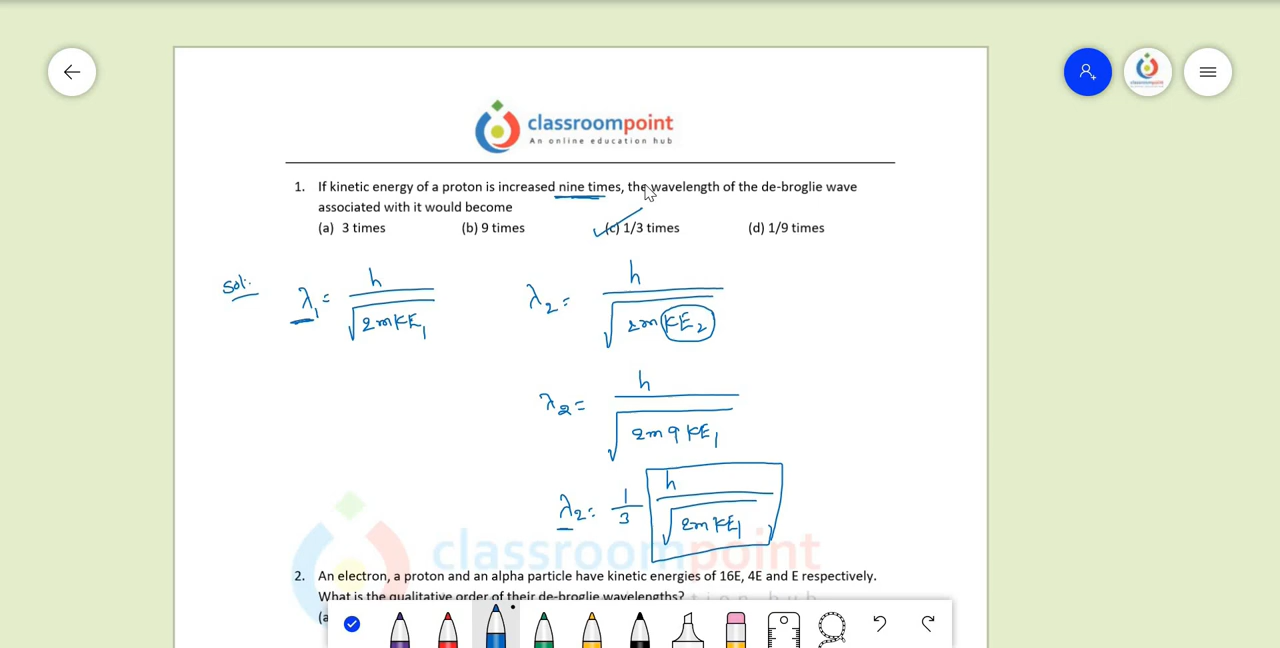 classroompoint
An online education hub
1. If kinetic energy of a proton is increased nine times, the wavelength of the de-broglie wave
associated with it would become
(a) 3 times (b) 9 times (c) 1/3 times (d) 1/9 times
Sol:
λ₁ = h / √(2mKE₁) λ₂ = h / √(2mKE₂)
λ₂ = h / √(2m9KE₁)
λ₂ = 1/3 h / √(2mKE₁)
classroompoint
2. An electron, a proton and an alpha particle have kinetic energies of 16E, 4E and E respectively.
What is the qualitative order of their de-broglie wavelengths?
(a